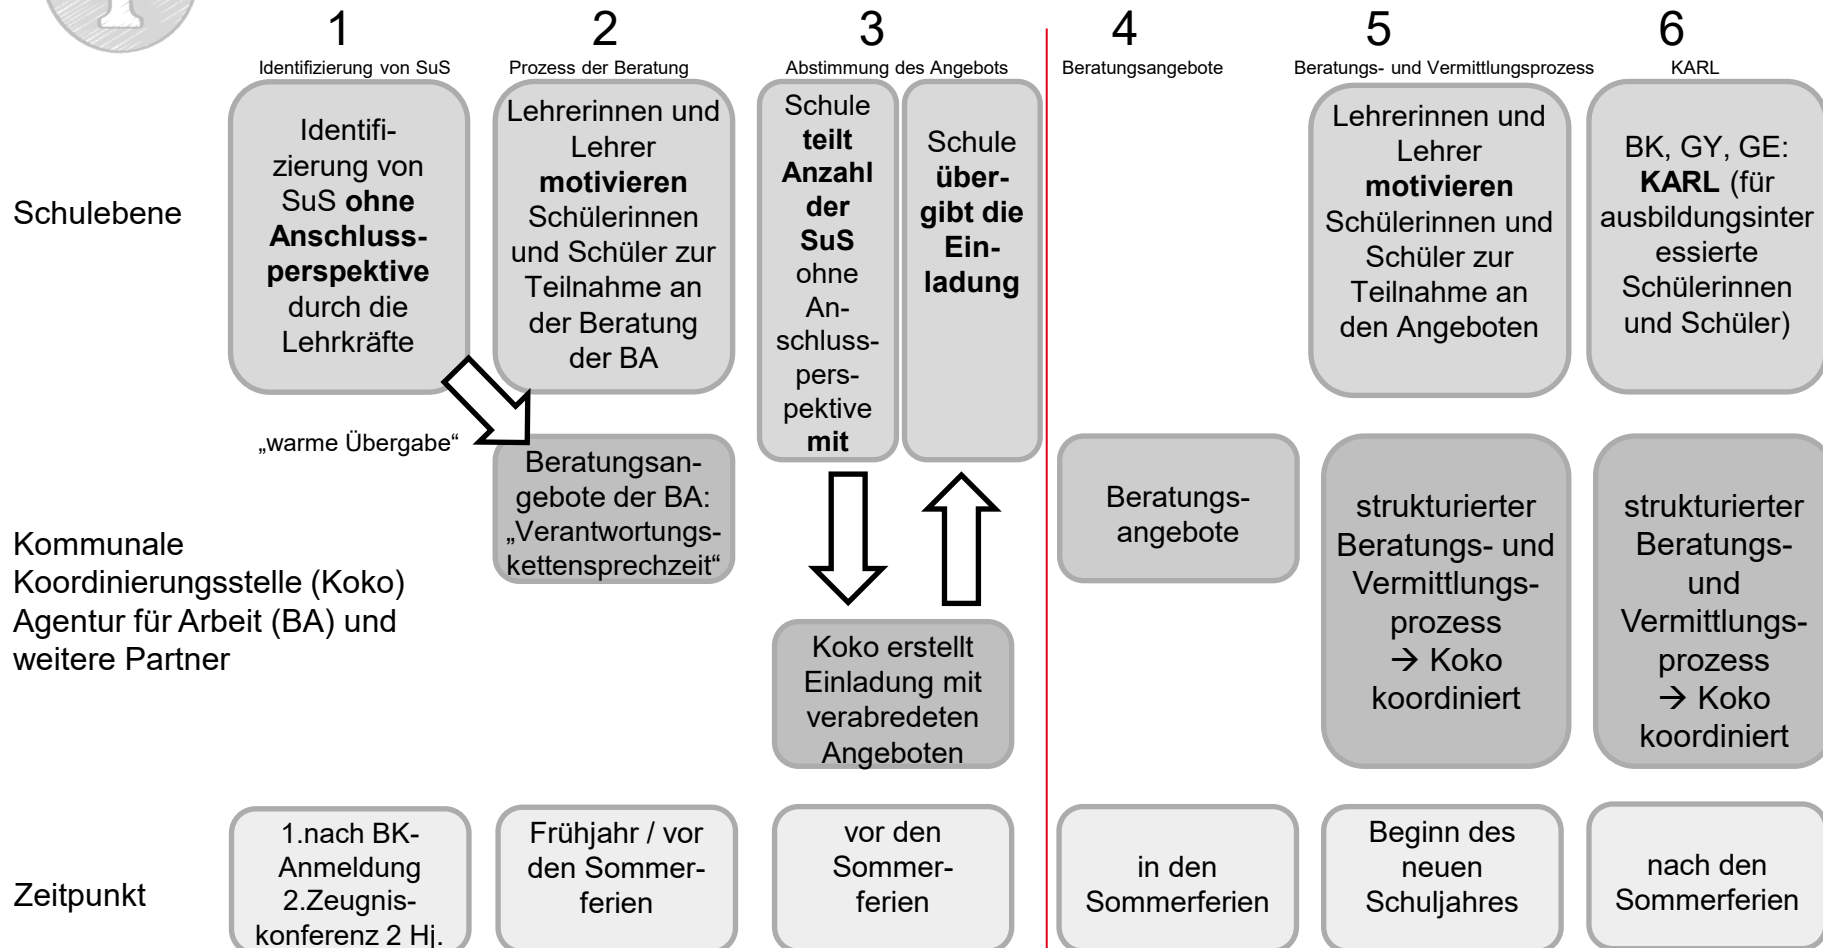 1
Identifizierung von SuS
2
Prozess der Beratung
3
Abstimmung des Angebots
4
Beratungsangebote
5
Beratungs- und Vermittlungsprozess
6
KARL
Schulebene
Identifi-
zierung von
SuS ohne
Anschluss-
perspektive
durch die
Lehrkräfte
Lehrerinnen und
Lehrer
motivieren
Schülerinnen
und Schüler zur
Teilnahme an
der Beratung
der BA
Schule
teilt
Anzahl
der
SuS
ohne
An-
schluss-
pers-
pektive
mit
Schule
über-
gibt die
Ein-
ladung
Lehrerinnen und
Lehrer
motivieren
Schülerinnen und
Schüler zur
Teilnahme an
den Angeboten
BK, GY, GE:
KARL (für
ausbildungsinter
essierte
Schülerinnen
und Schüler)
„warme Übergabe“
Kommunale
Koordinierungsstelle (Koko)
Agentur für Arbeit (BA) und
weitere Partner
Beratungsan-
gebote der BA:
„Verantwortungs-
kettensprechzeit“
Koko erstellt
Einladung mit
verabredeten
Angeboten
Beratungs-
angebote
strukturierter
Beratungs- und
Vermittlungs-
prozess
→ Koko
koordiniert
strukturierter
Beratungs-
und
Vermittlungs-
prozess
→ Koko
koordiniert
Zeitpunkt
1.nach BK-
Anmeldung
2.Zeugnis-
konferenz 2 Hj.
Frühjahr / vor
den Sommer-
ferien
vor den
Sommer-
ferien
in den
Sommerferien
Beginn des
neuen
Schuljahres
nach den
Sommerferien